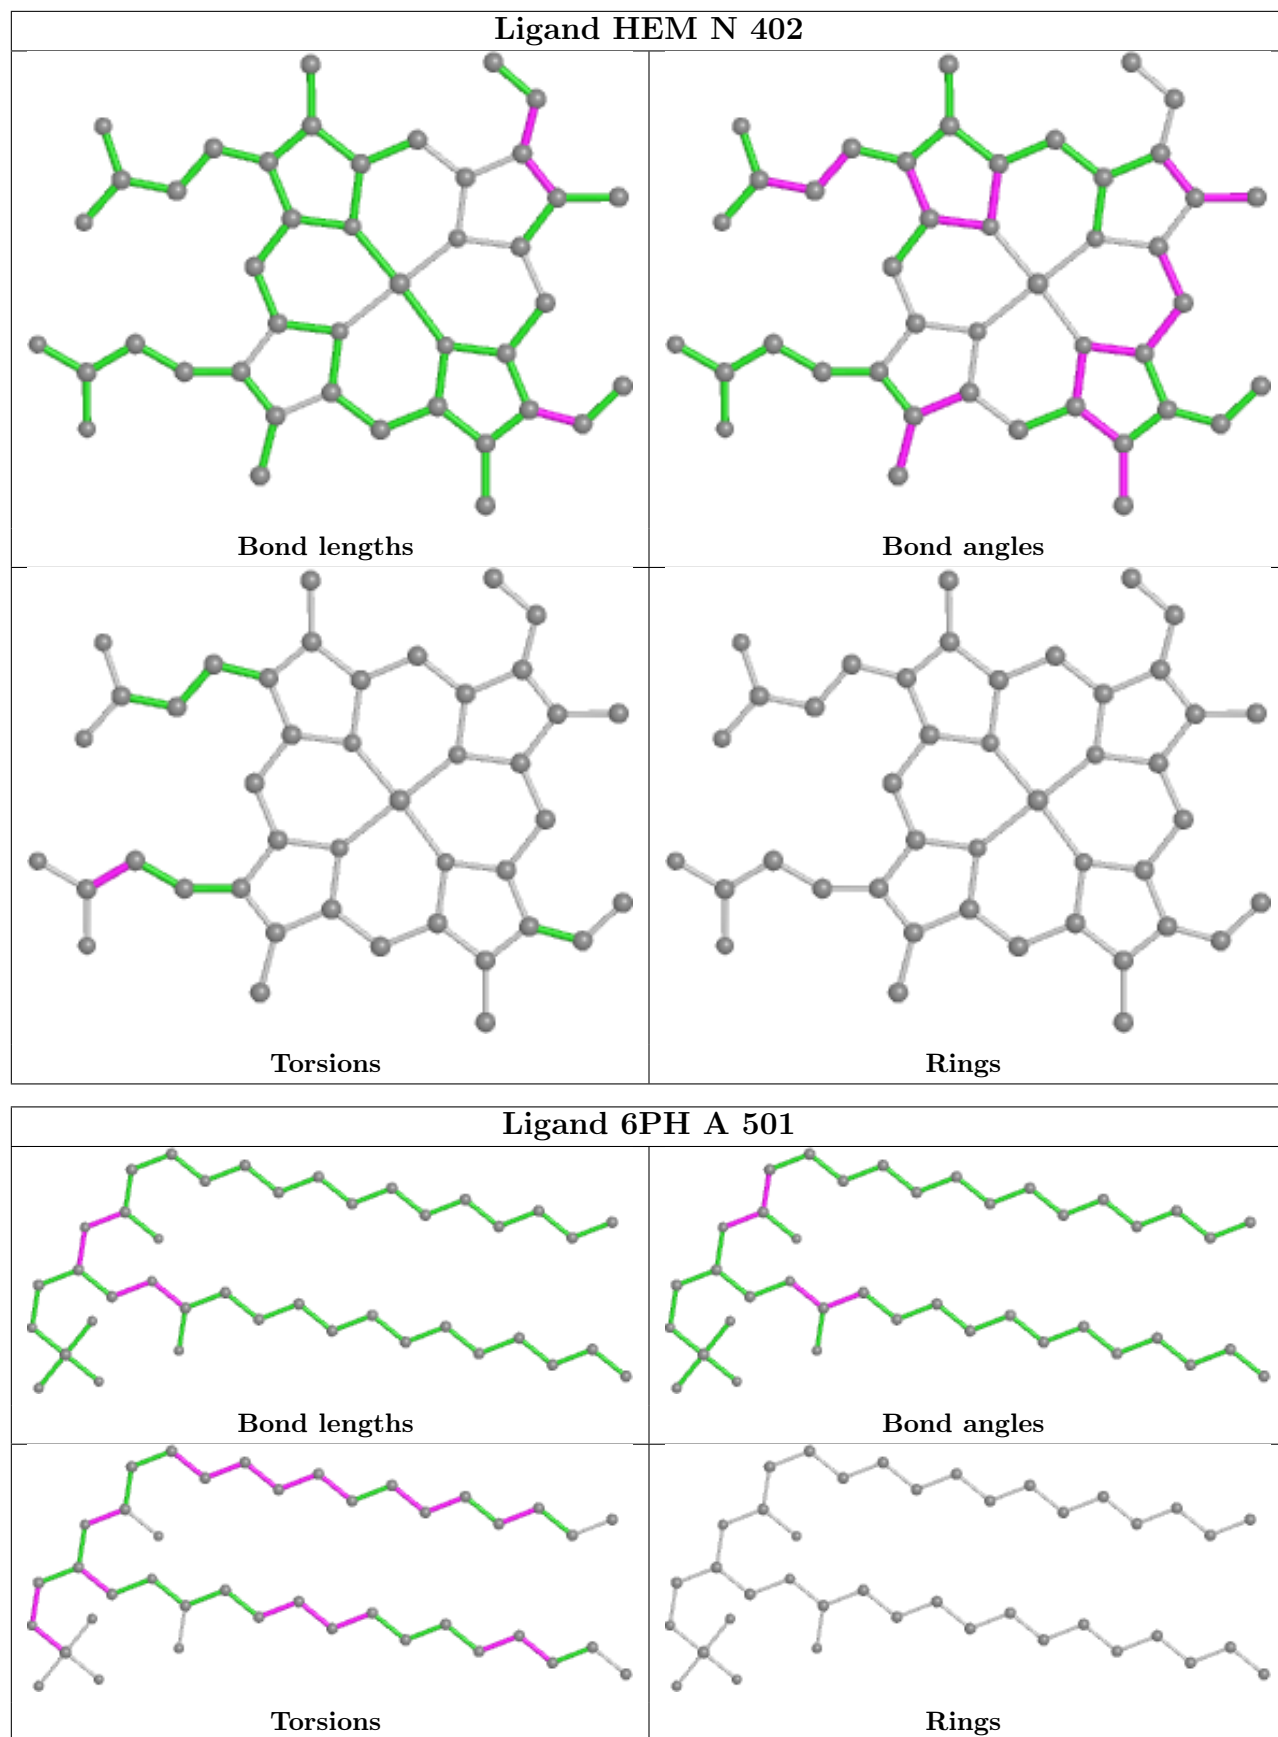 Ligand HEM N 402
Bond lengths
Bond angles
Torsions
Rings
Ligand 6PH A 501
Bond lengths
Bond angles
Torsions
Rings